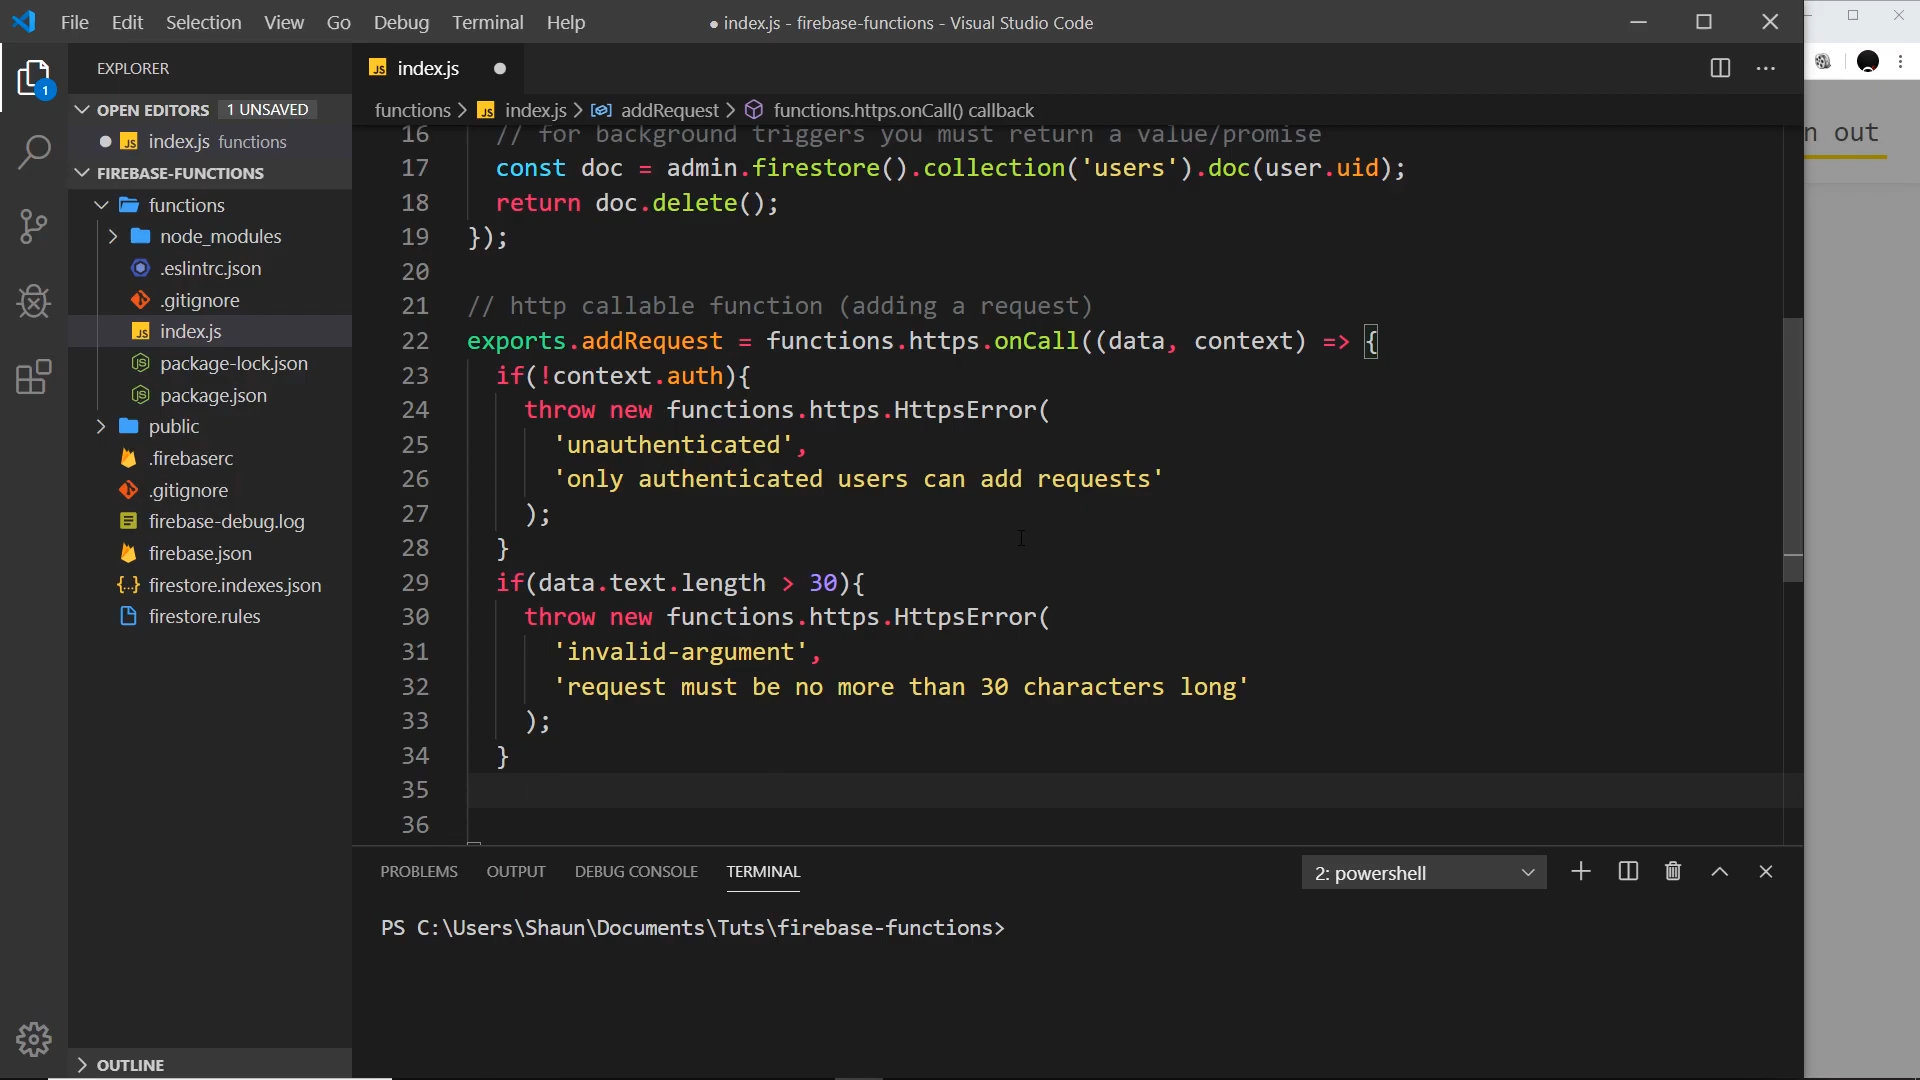 File Edit Selection View Go Debug Terminal Help
● index.js - firebase-functions - Visual Studio Code
EXPLORER
OPEN EDITORS 1 UNSAVED
index.js functions
FIREBASE-FUNCTIONS
functions
node_modules
.eslintrc.json
.gitignore
index.js
package-lock.json
package.json
public
.firebaserc
.gitignore
firebase-debug.log
firebase.json
firestore.indexes.json
firestore.rules
OUTLINE
1
JS index.js
functions > JS index.js > addRequest > functions.https.onCall() callback
16 // for background triggers you must return a value/promise
17 const doc = admin.firestore().collection('users').doc(user.uid);
18 return doc.delete();
19 });
20
21 // http callable function (adding a request)
22 exports.addRequest = functions.https.onCall((data, context) => {
23 if(!context.auth){
24 throw new functions.https.HttpsError(
25 'unauthenticated',
26 'only authenticated users can add requests'
27 );
28 }
29 if(data.text.length > 30){
30 throw new functions.https.HttpsError(
31 'invalid-argument',
32 'request must be no more than 30 characters long'
33 );
34 }
35
36
PROBLEMS OUTPUT DEBUG CONSOLE TERMINAL
2: powershell
PS C:\Users\Shaun\Documents\Tuts\firebase-functions>
n out